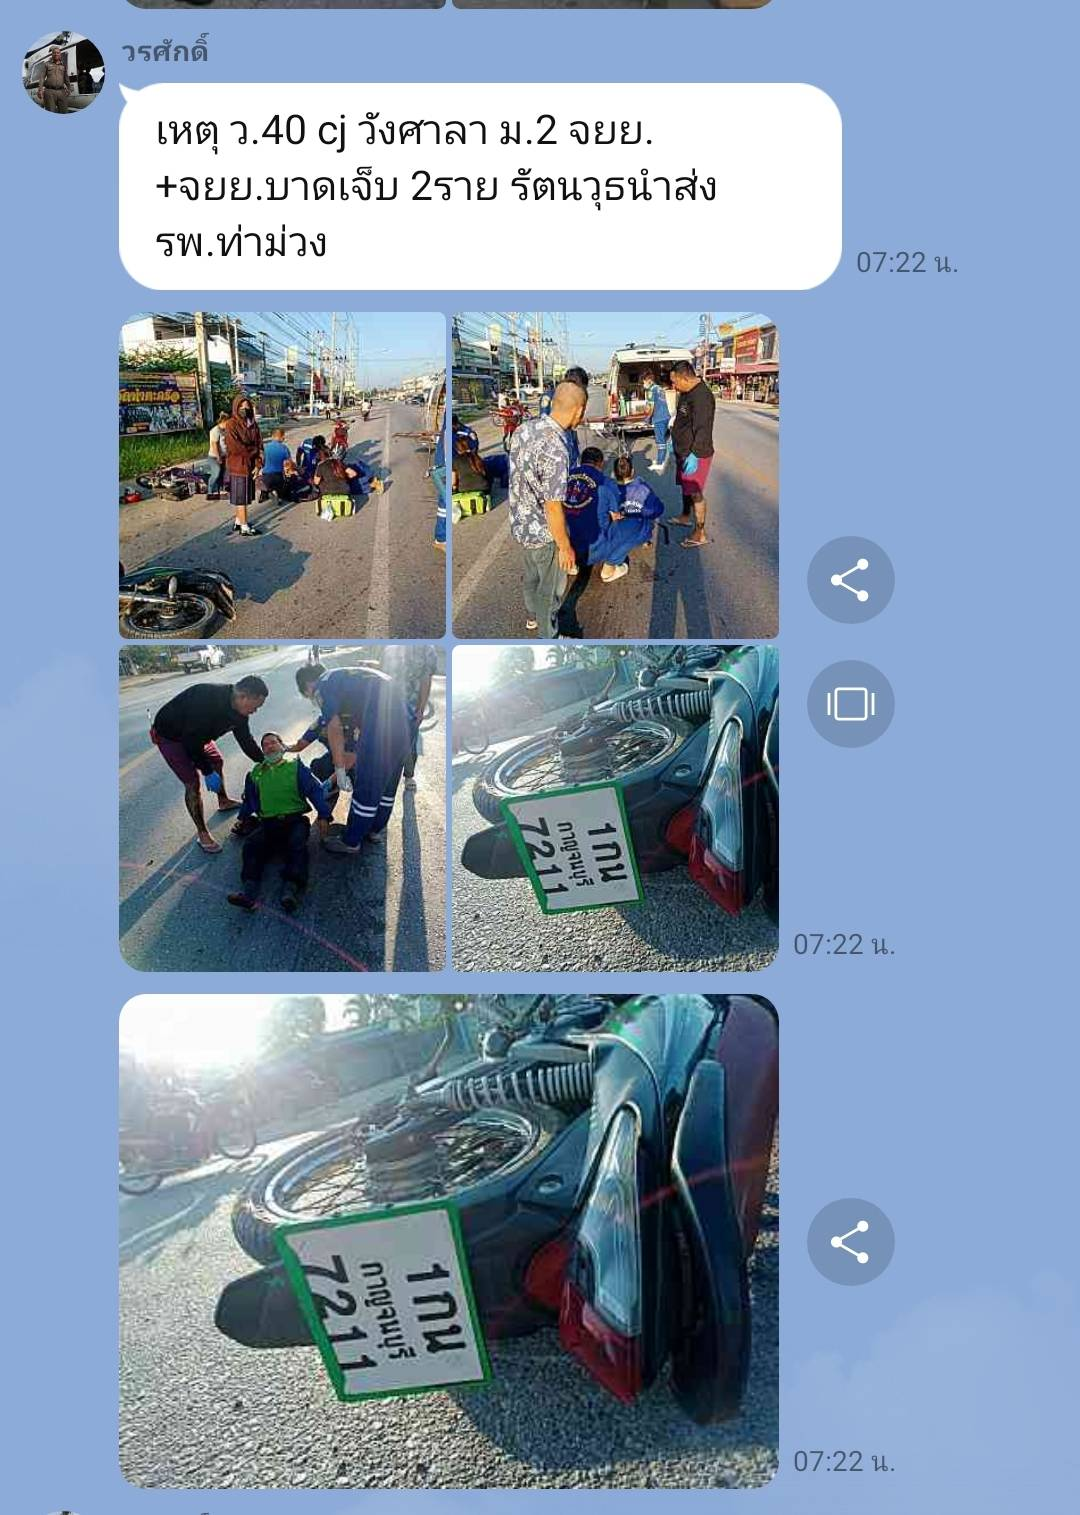 วรศักดิ์
เหตุ ว.40 cj วังศาลา ม.2 จยย.
+จยย.บาดเจ็บ 2ราย รัตนวุธนำส่ง
รพ.ท่าม่วง
07:22 น.
1กน
กาญจนบุรี
7211
07:22 น.
1กน
กาญจนบุรี
7211
07:22 น.